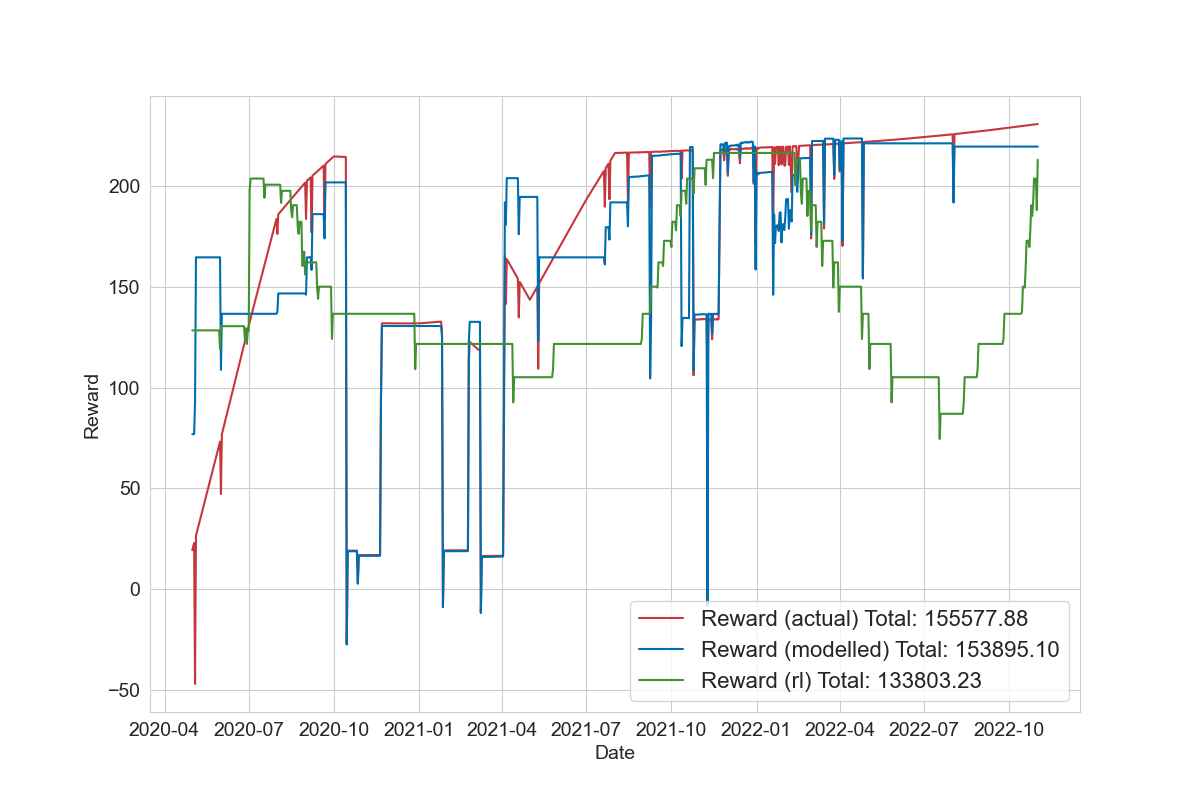 200
150
100
50
0
−50
Reward
2020-04 2020-07 2020-10 2021-01 2021-04 2021-07 2021-10 2022-01 2022-04 2022-07 2022-10
Date
Reward (actual) Total: 155577.88
Reward (modelled) Total: 153895.10
Reward (rl) Total: 133803.23